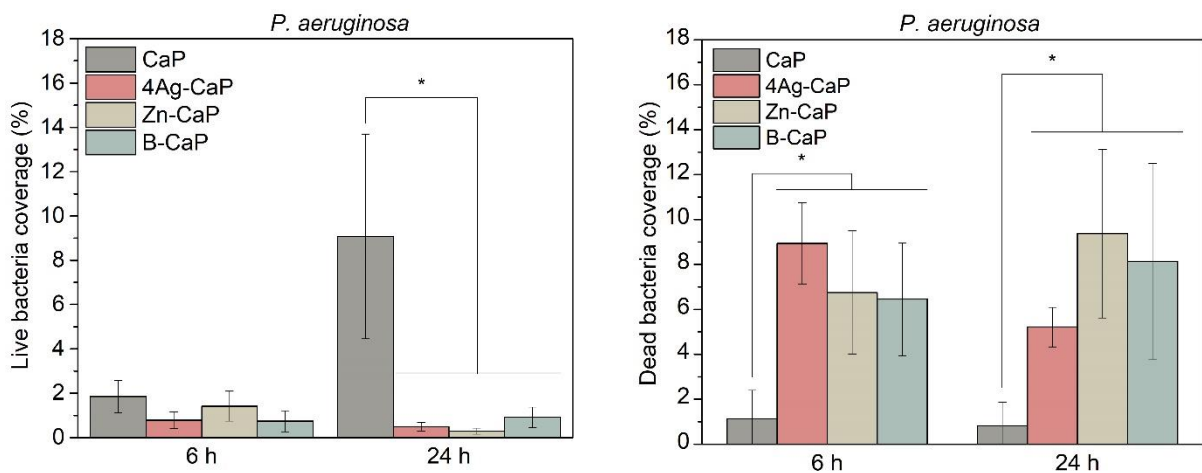 P. aeruginosa
18
16
14
12
10
8
6
4
2
0
Live bacteria coverage (%)
CaP
4Ag-CaP
Zn-CaP
B-CaP
*
6 h
24 h
P. aeruginosa
18
16
14
12
10
8
6
4
2
0
Dead bacteria coverage (%)
CaP
4Ag-CaP
Zn-CaP
B-CaP
*
*
6 h
24 h